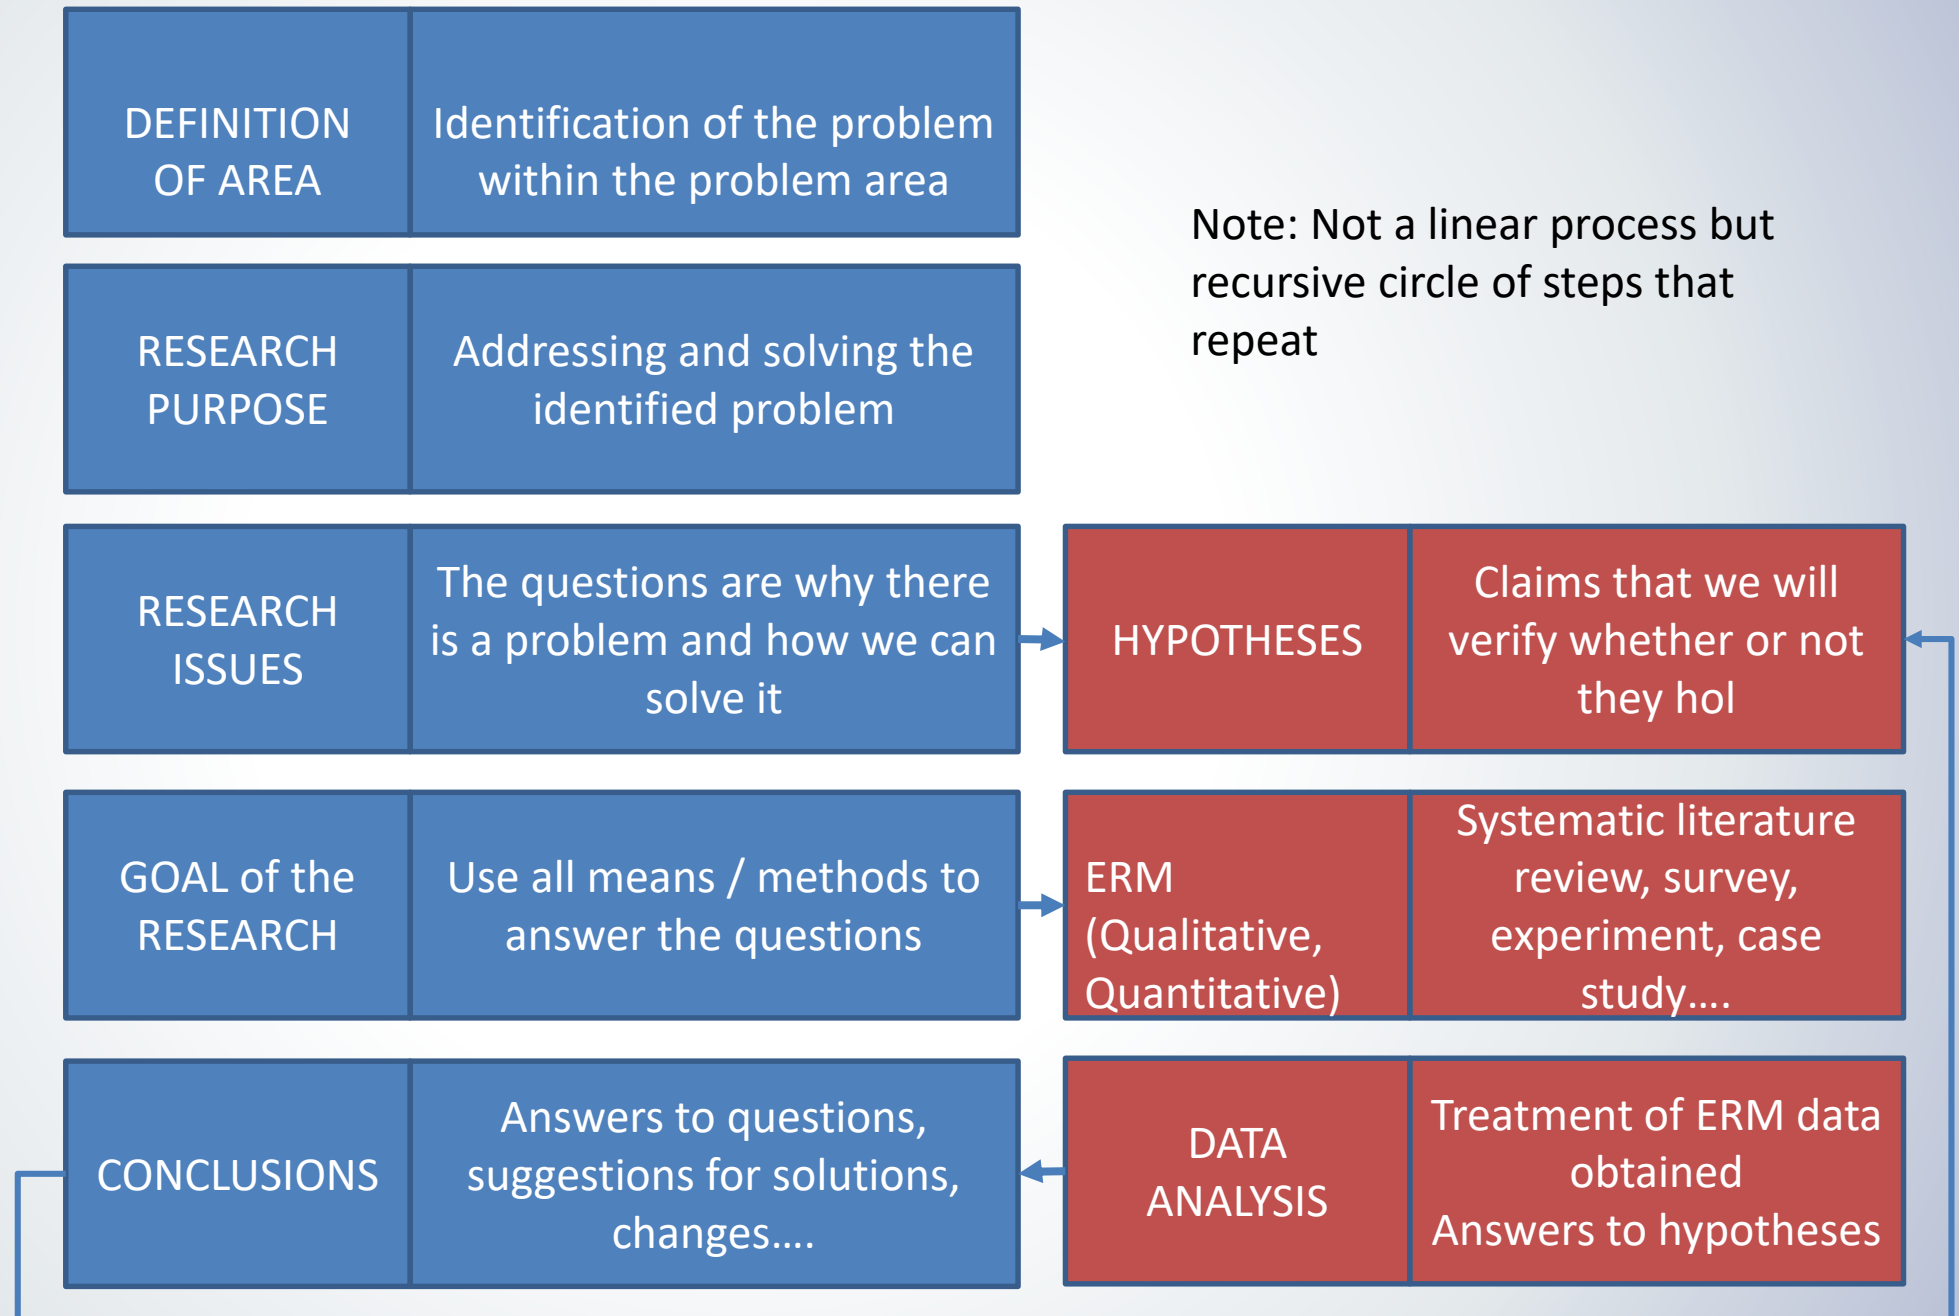 DEFINITION
OF AREA
Identification of the problem
within the problem area
Note: Not a linear process but
recursive circle of steps that
repeat
RESEARCH
PURPOSE
Addressing and solving the
identified problem
RESEARCH
ISSUES
The questions are why there
is a problem and how we can
solve it
HYPOTHESES
Claims that we will
verify whether or not
they hol
GOAL of the
RESEARCH
Use all means / methods to
answer the questions
ERM
(Qualitative,
Quantitative)
Systematic literature
review, survey,
experiment, case
study....
CONCLUSIONS
Answers to questions,
suggestions for solutions,
changes....
DATA
ANALYSIS
Treatment of ERM data
obtained
Answers to hypotheses